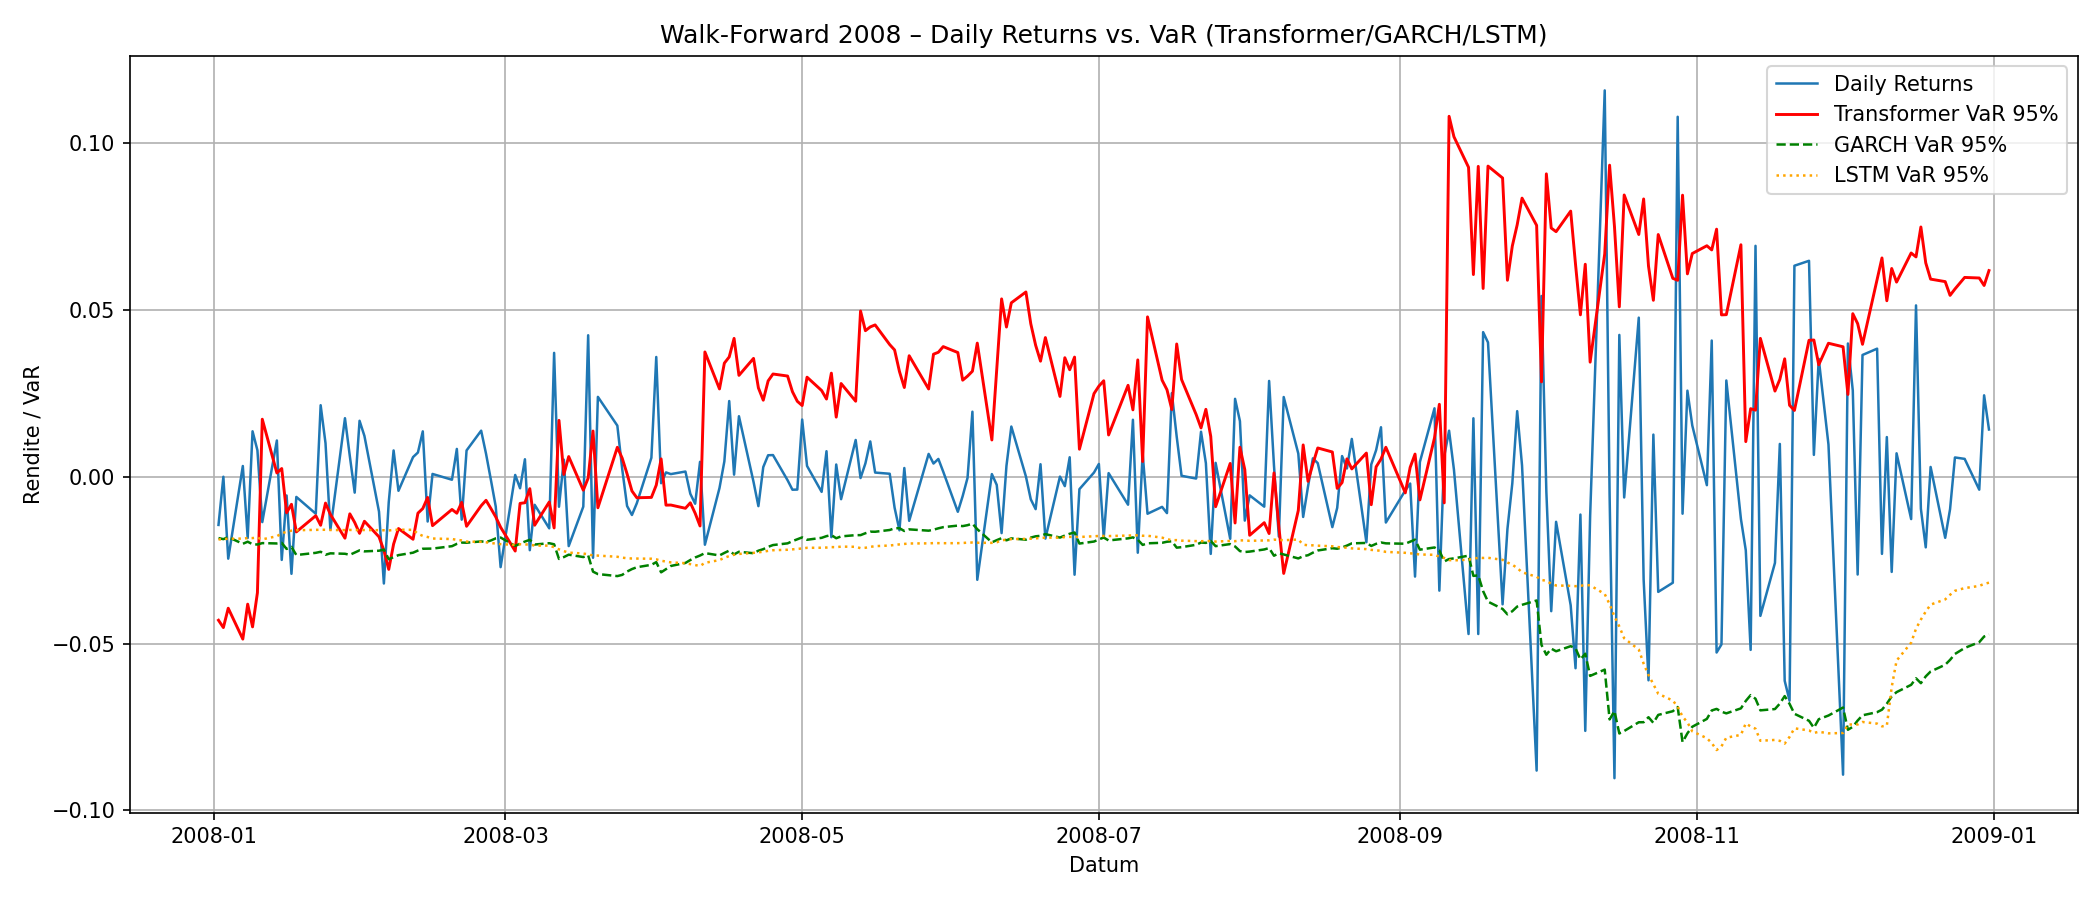 Walk-Forward 2008 – Daily Returns vs. VaR (Transformer/GARCH/LSTM)
Daily Returns
Transformer VaR 95%
GARCH VaR 95%
LSTM VaR 95%
Rendite / VaR
0.10
0.05
0.00
−0.05
−0.10
2008-01 2008-03 2008-05 2008-07 2008-09 2008-11 2009-01
Datum